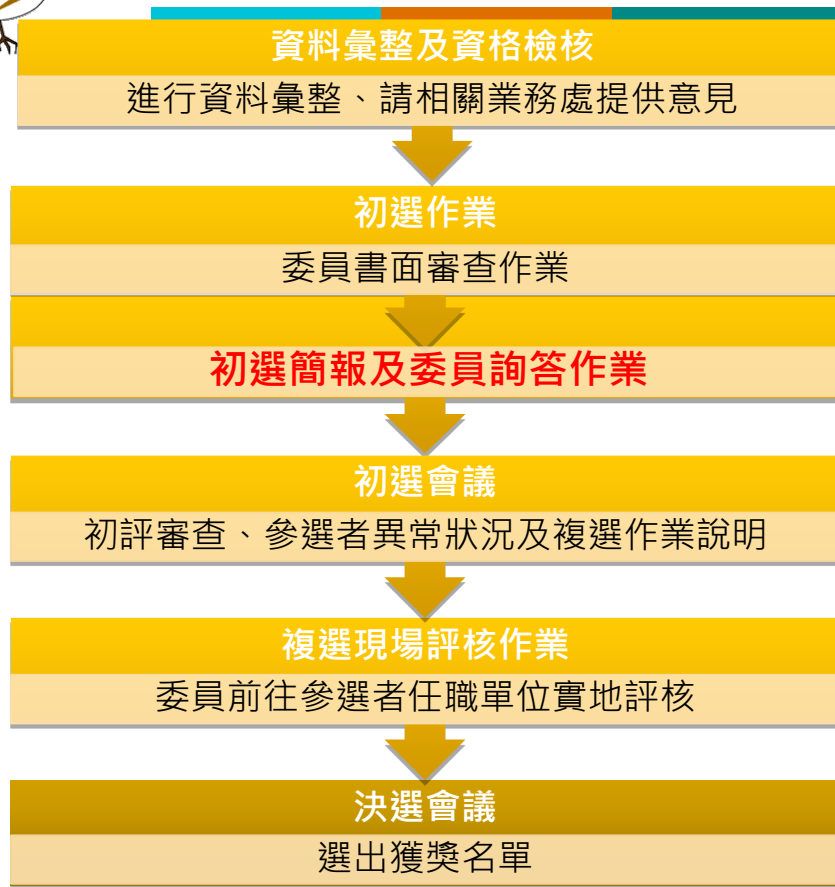 資料彙整及資格檢核
進行資料彙整、請相關業務處提供意見
初選作業
委員書面審查作業
初選簡報及委員詢答作業
初選會議
初評審查、參選者異常狀況及複選作業說明
複選現場評核作業
委員前往參選者任職單位實地評核
決選會議
選出獲獎名單